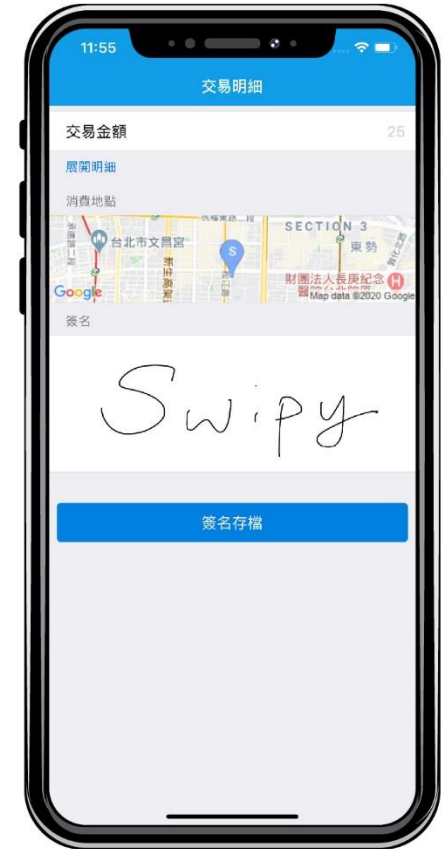 11:55
交易明細
交易金額 25
展開明細
消費地點
SECTION 3
台北市文昌宮
東勢
S
財團法人長庚紀念
H
Google
Map data ©2020 Google
簽名
Swipy
簽名存檔